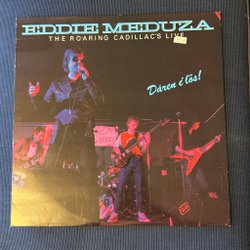 EDDIE MEDUZA
THE ROARING CADILLAC'S LIVE
Dåren é lös!